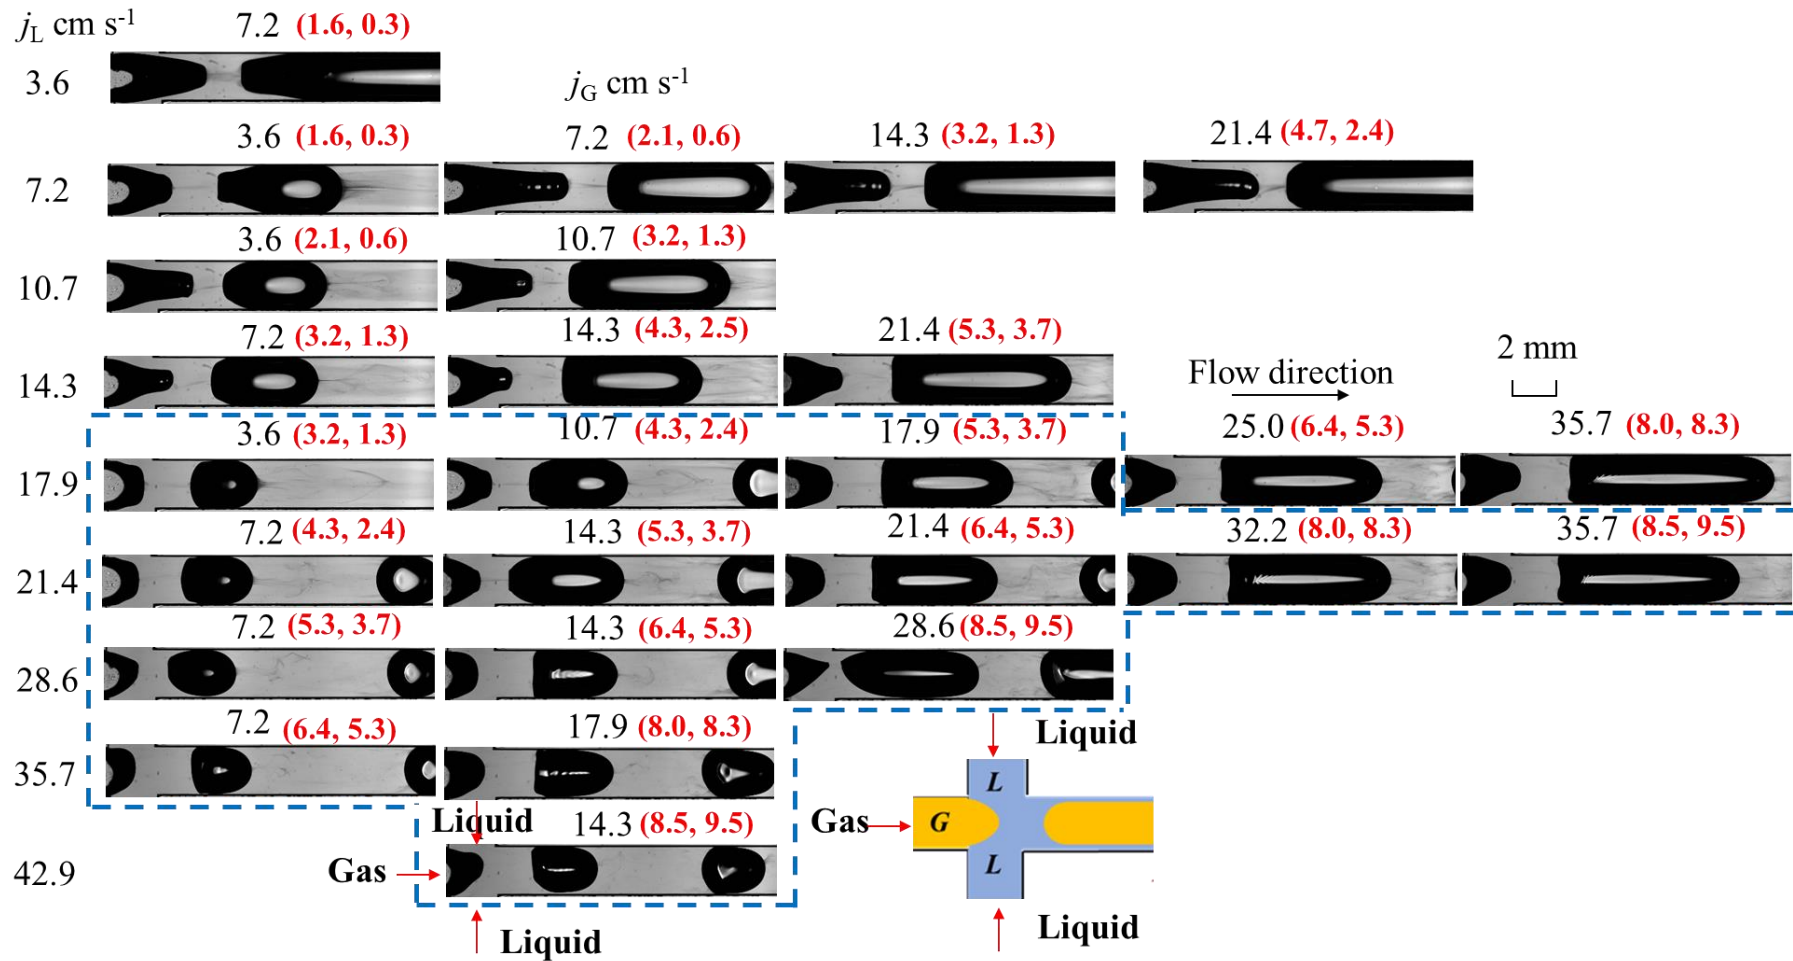 jL cm s-1 7.2 (1.6, 0.3)
3.6 jG cm s-1
3.6 (1.6, 0.3) 7.2 (2.1, 0.6) 14.3 (3.2, 1.3) 21.4 (4.7, 2.4)
7.2
3.6 (2.1, 0.6) 10.7 (3.2, 1.3)
10.7
7.2 (3.2, 1.3) 14.3 (4.3, 2.5) 21.4 (5.3, 3.7) 2 mm
14.3 Flow direction
3.6 (3.2, 1.3) 10.7 (4.3, 2.4) 17.9 (5.3, 3.7) 25.0 (6.4, 5.3) 35.7 (8.0, 8.3)
17.9
7.2 (4.3, 2.4) 14.3 (5.3, 3.7) 21.4 (6.4, 5.3) 32.2 (8.0, 8.3) 35.7 (8.5, 9.5)
21.4
7.2 (5.3, 3.7) 14.3 (6.4, 5.3) 28.6 (8.5, 9.5)
28.6
7.2 (6.4, 5.3) 17.9 (8.0, 8.3) Liquid
35.7 L
Liquid 14.3 (8.5, 9.5) Gas G
42.9 Gas L
Liquid Liquid